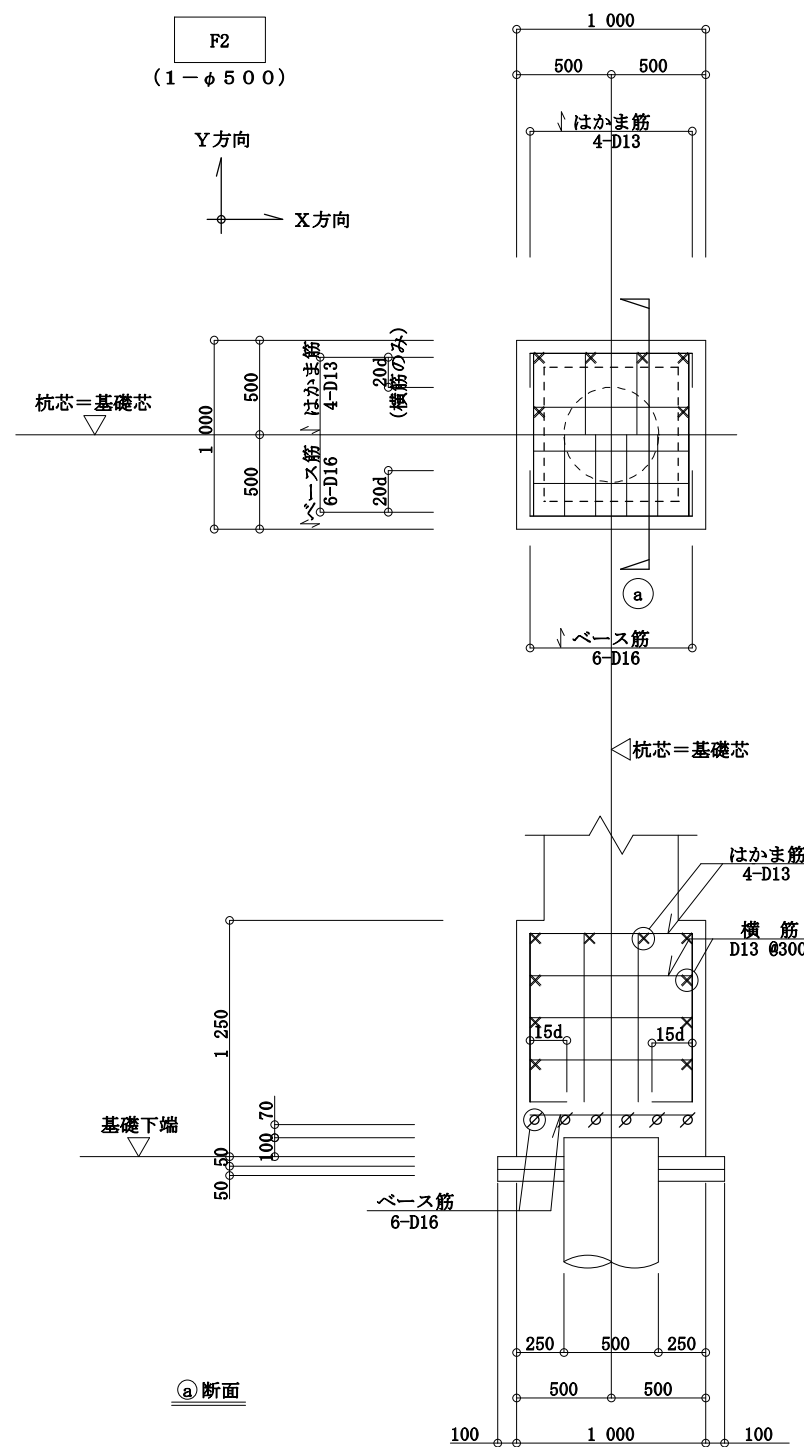 F2
(1－φ500)
1 000
500 500
はかま筋
4-D13
Y方向
X方向
杭芯＝基礎芯
1 000
500
500
はかま筋
4-D13
ベース筋
6-D16
20d
(横筋のみ)
20d
a
ベース筋
6-D16
杭芯＝基礎芯
はかま筋
4-D13
横 筋
D13 @300
15d 15d
1 250
70
100
基礎下端
50
50
ベース筋
6-D16
250 500 250
a 断面
500 500
100 1 000 100